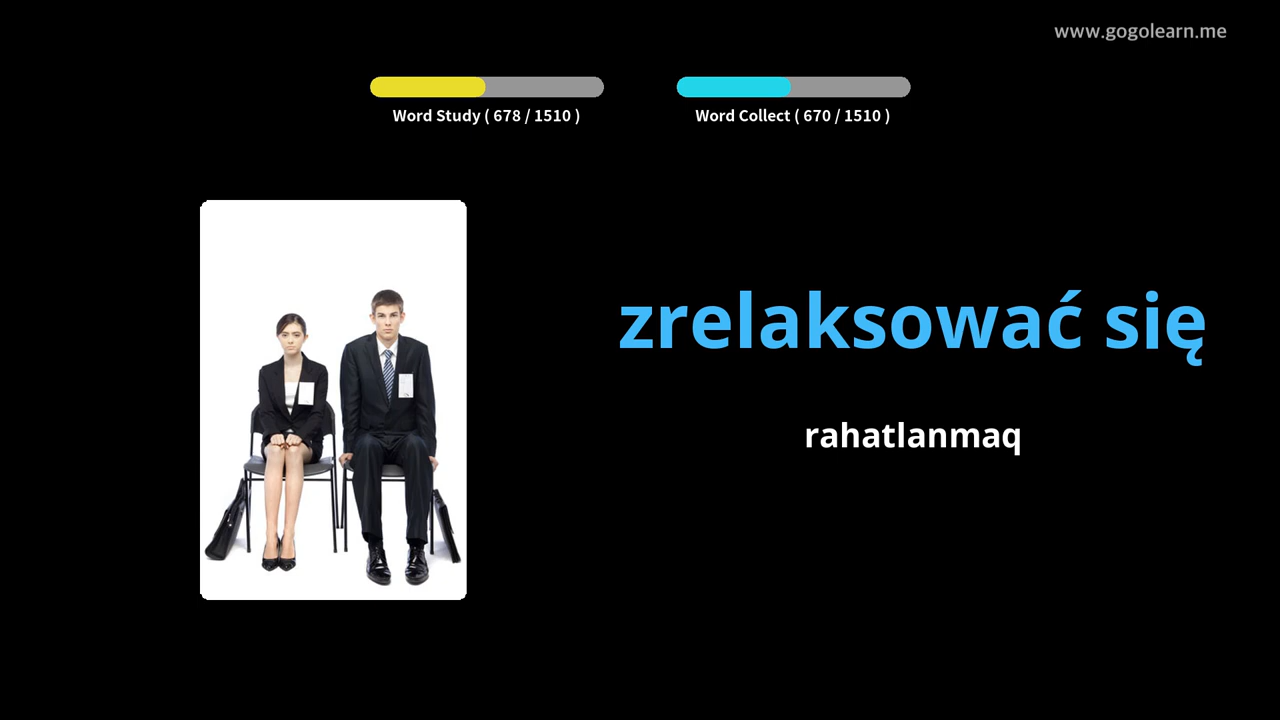 www.gogolearn.me
Word Study ( 678 / 1510 )
Word Collect ( 670 / 1510 )
zrelaksować się
rahatlanmaq